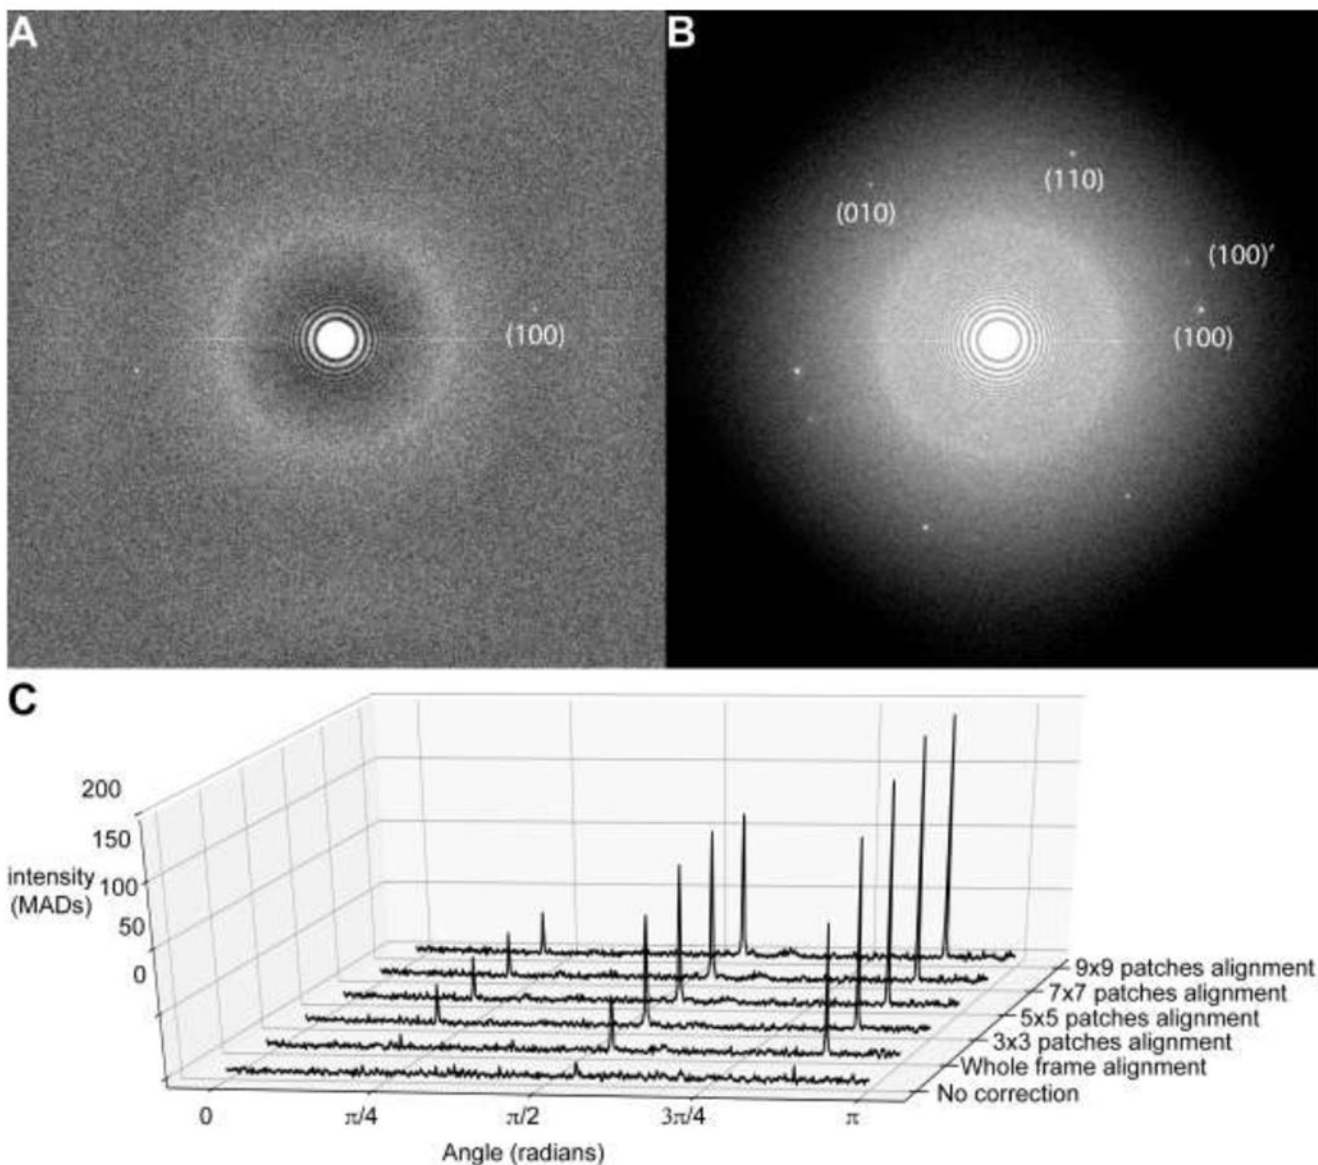 A
B
(110)
(010)
(100)′
(100)
(100)
C
200
150
intensity
100
(MADs)
50
0
9x9 patches alignment
7x7 patches alignment
5x5 patches alignment
3x3 patches alignment
Whole frame alignment
No correction
0
π/4
π/2
3π/4
π
Angle (radians)